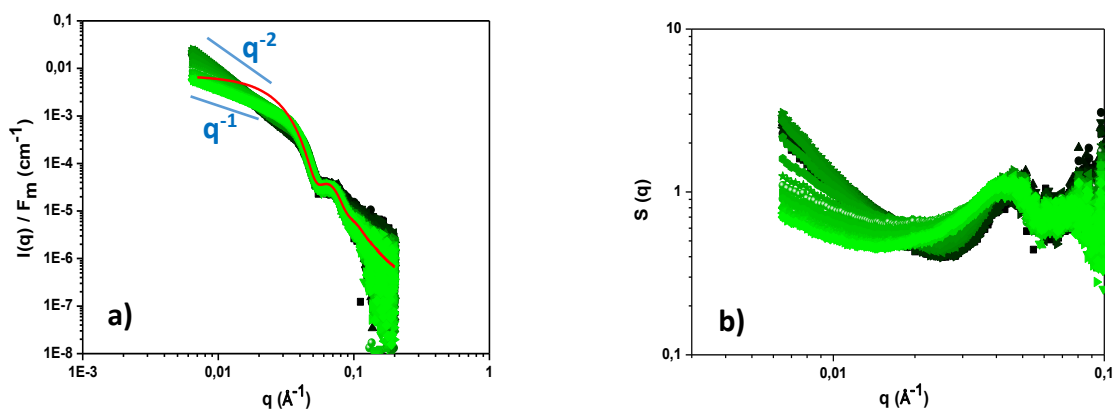 0,1
0,01
1E-3
1E-4
1E-5
1E-6
1E-7
1E-8
I(q) / Fm (cm-1)
q-2
q-1
a)
1E-3
0,01
0,1
1
q (Å-1)
10
1
0,1
S (q)
b)
0,01
0,1
q (Å-1)